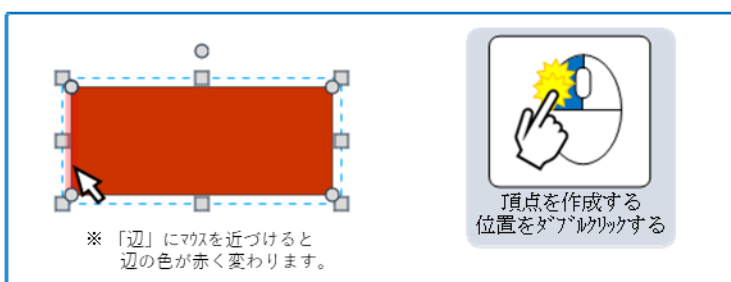 ※ 「辺」にﾏｳｽを近づけると
辺の色が赤く変わります。
頂点を作成する
位置をﾀﾞﾌﾞﾙｸﾘｯｸする